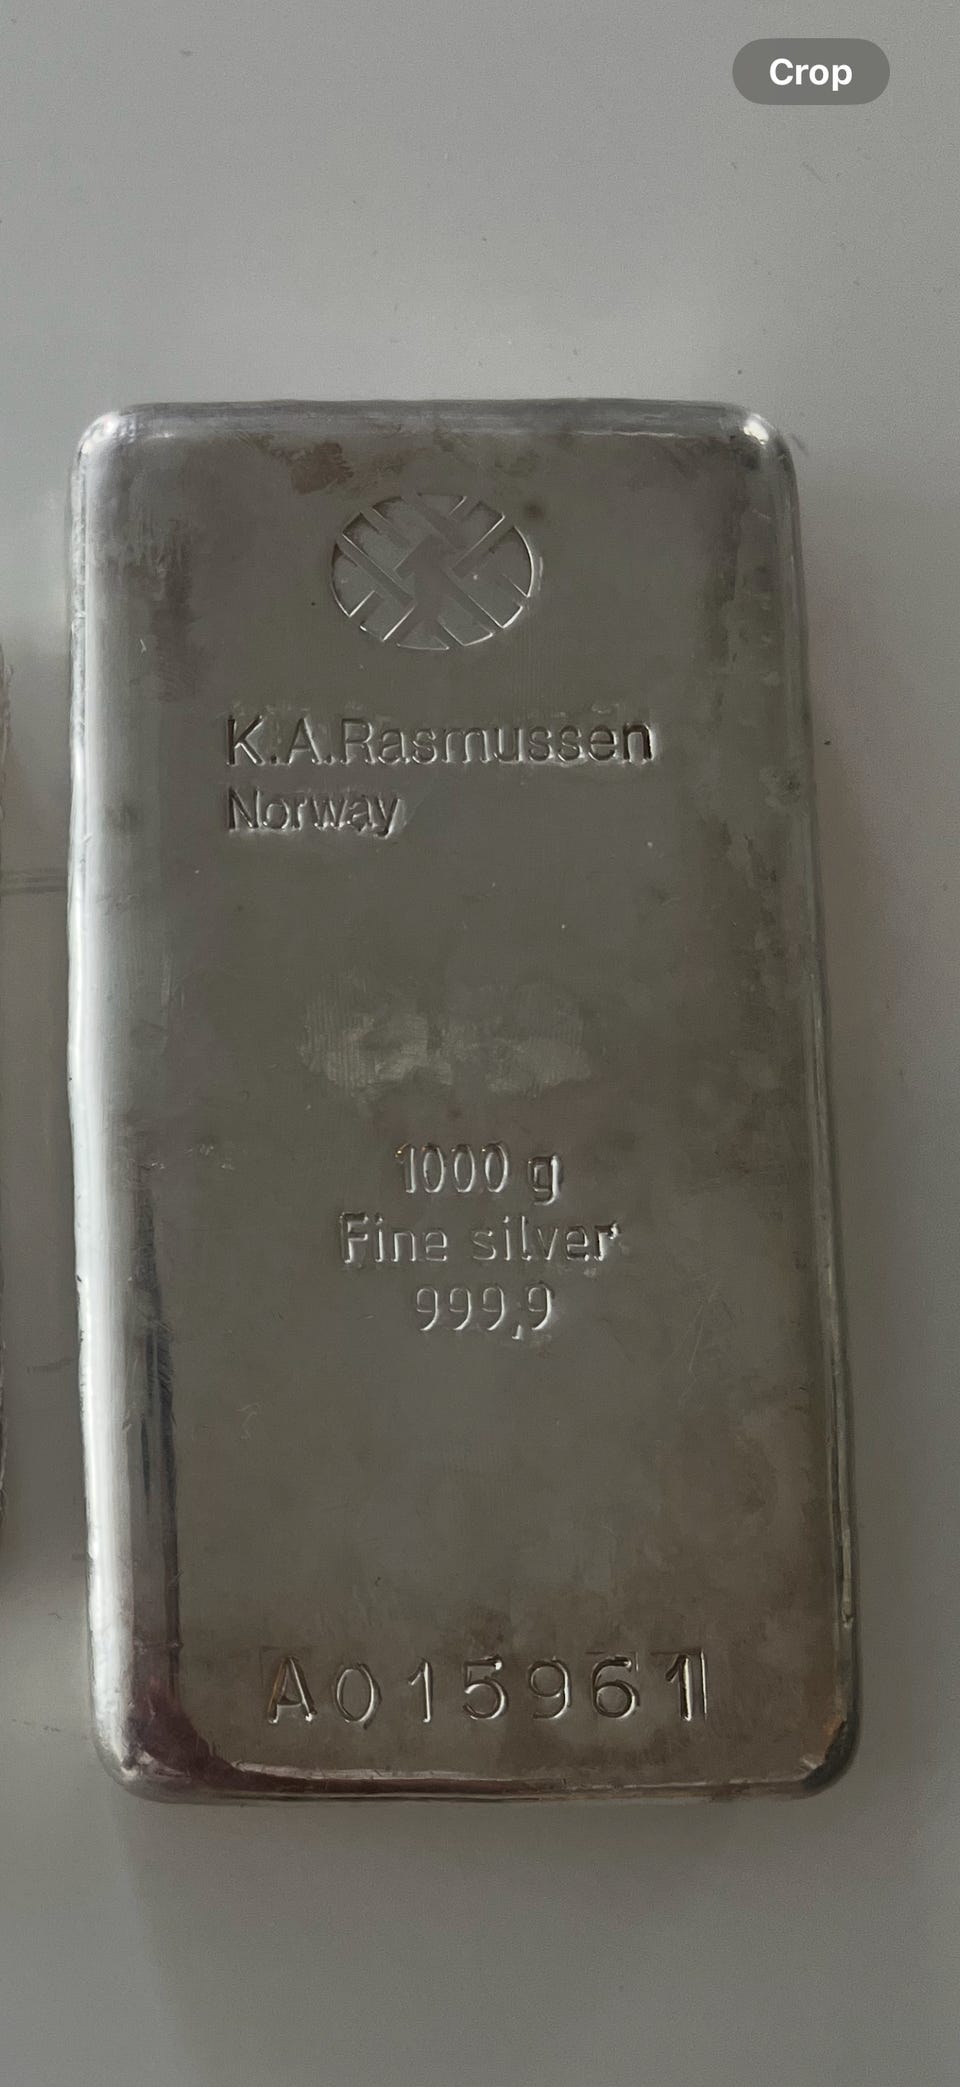 Crop
K.A.Rasmussen
Norway
1000 g
Fine silver
999,9
A015961